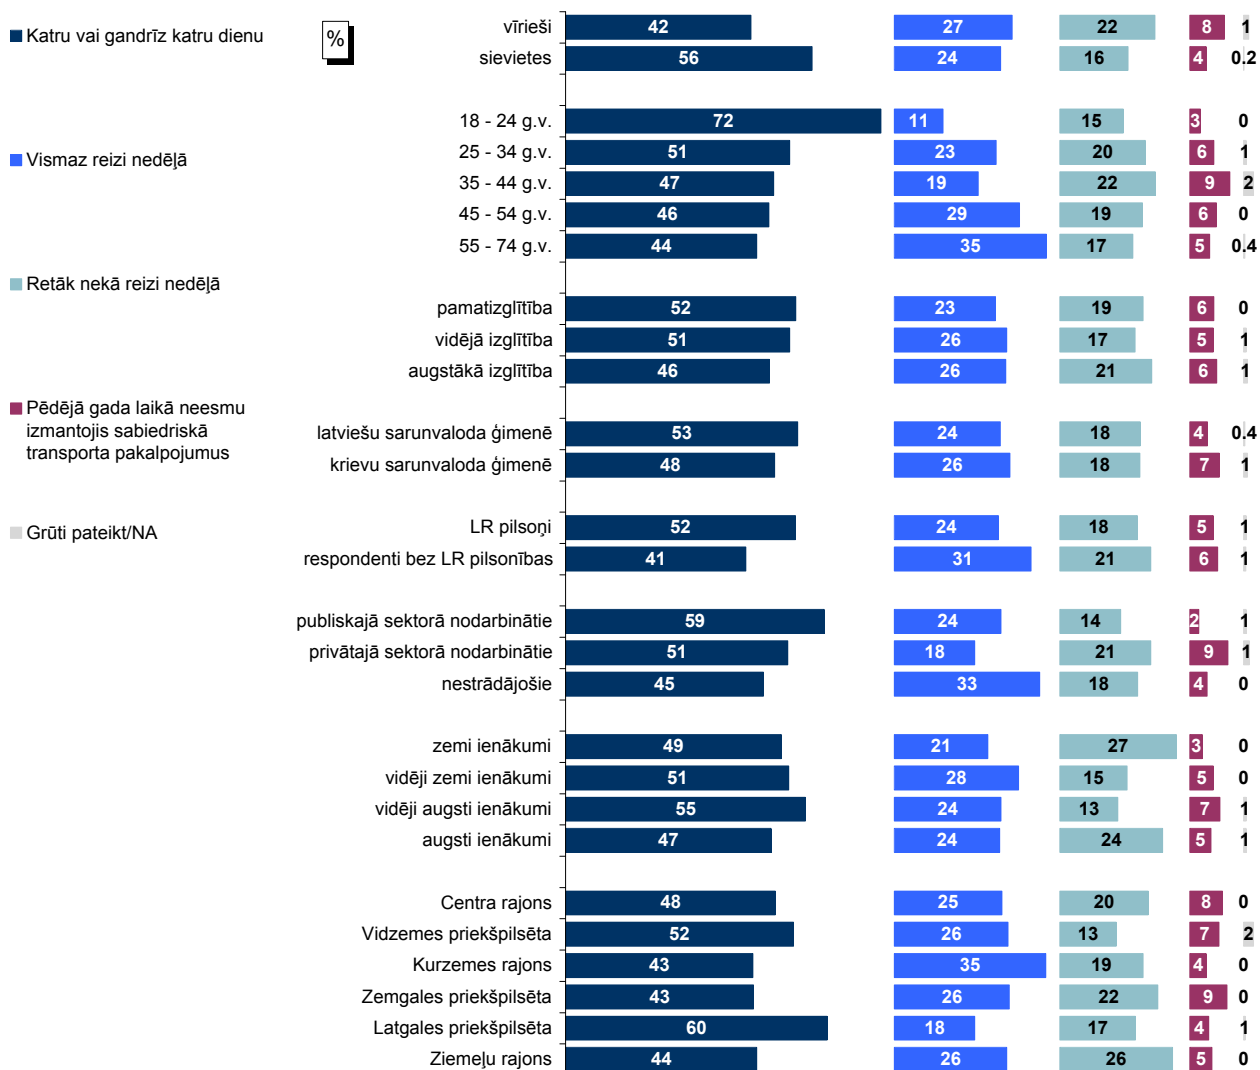 Katru vai gandrīz katru dienu
%
Vismaz reizi nedēļā
Retāk nekā reizi nedēļā
Pēdējā gada laikā neesmu
izmantojis sabiedriskā
transporta pakalpojumus
Grūti pateikt/NA
vīrieši 42 27 22 8 1
sievietes 56 24 16 4 0.2
18 - 24 g.v. 72 11 15 3 0
25 - 34 g.v. 51 23 20 6 1
35 - 44 g.v. 47 19 22 9 2
45 - 54 g.v. 46 29 19 6 0
55 - 74 g.v. 44 35 17 5 0.4
pamatizglītība 52 23 19 6 0
vidējā izglītība 51 26 17 5 1
augstākā izglītība 46 26 21 6 1
latviešu sarunvaloda ģimenē 53 24 18 4 0.4
krievu sarunvaloda ģimenē 48 26 18 7 1
LR pilsoņi 52 24 18 5 1
respondenti bez LR pilsonības 41 31 21 6 1
publiskajā sektorā nodarbinātie 59 24 14 2 1
privātajā sektorā nodarbinātie 51 18 21 9 1
nestrādājošie 45 33 18 4 0
zemi ienākumi 49 21 27 3 0
vidēji zemi ienākumi 51 28 15 5 0
vidēji augsti ienākumi 55 24 13 7 1
augsti ienākumi 47 24 24 5 1
Centra rajons 48 25 20 8 0
Vidzemes priekšpilsēta 52 26 13 7 2
Kurzemes rajons 43 35 19 4 0
Zemgales priekšpilsēta 43 26 22 9 0
Latgales priekšpilsēta 60 18 17 4 1
Ziemeļu rajons 44 26 26 5 0